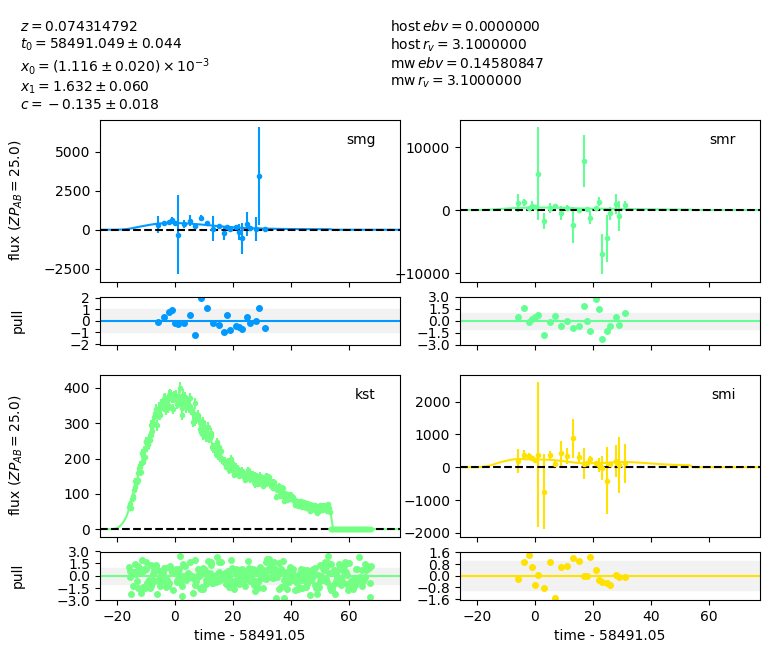 z = 0.074314792
t₀ = 58491.049 ± 0.044
x₀ = (1.116 ± 0.020) × 10⁻³
x₁ = 1.632 ± 0.060
c = −0.135 ± 0.018
host ebv = 0.0000000
host r_v = 3.1000000
mw ebv = 0.14580847
mw r_v = 3.1000000
flux (ZP_AB = 25.0)
5000
2500
0
−2500
smg
10000
0
−10000
smr
pull
2
1
0
−1
−2
3.0
1.5
0.0
−1.5
−3.0
flux (ZP_AB = 25.0)
400
300
200
100
0
kst
2000
1000
0
−1000
−2000
smi
pull
3.0
1.5
0.0
−1.5
−3.0
1.6
0.8
0.0
−0.8
−1.6
−20 0 20 40 60
−20 0 20 40 60
time - 58491.05
time - 58491.05